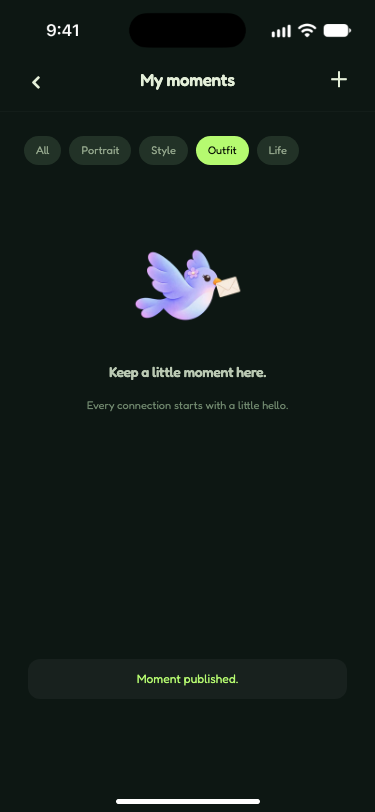 9:41
My moments
All Portrait Style Outfit Life
Keep a little moment here.
Every connection starts with a little hello.
Moment published.